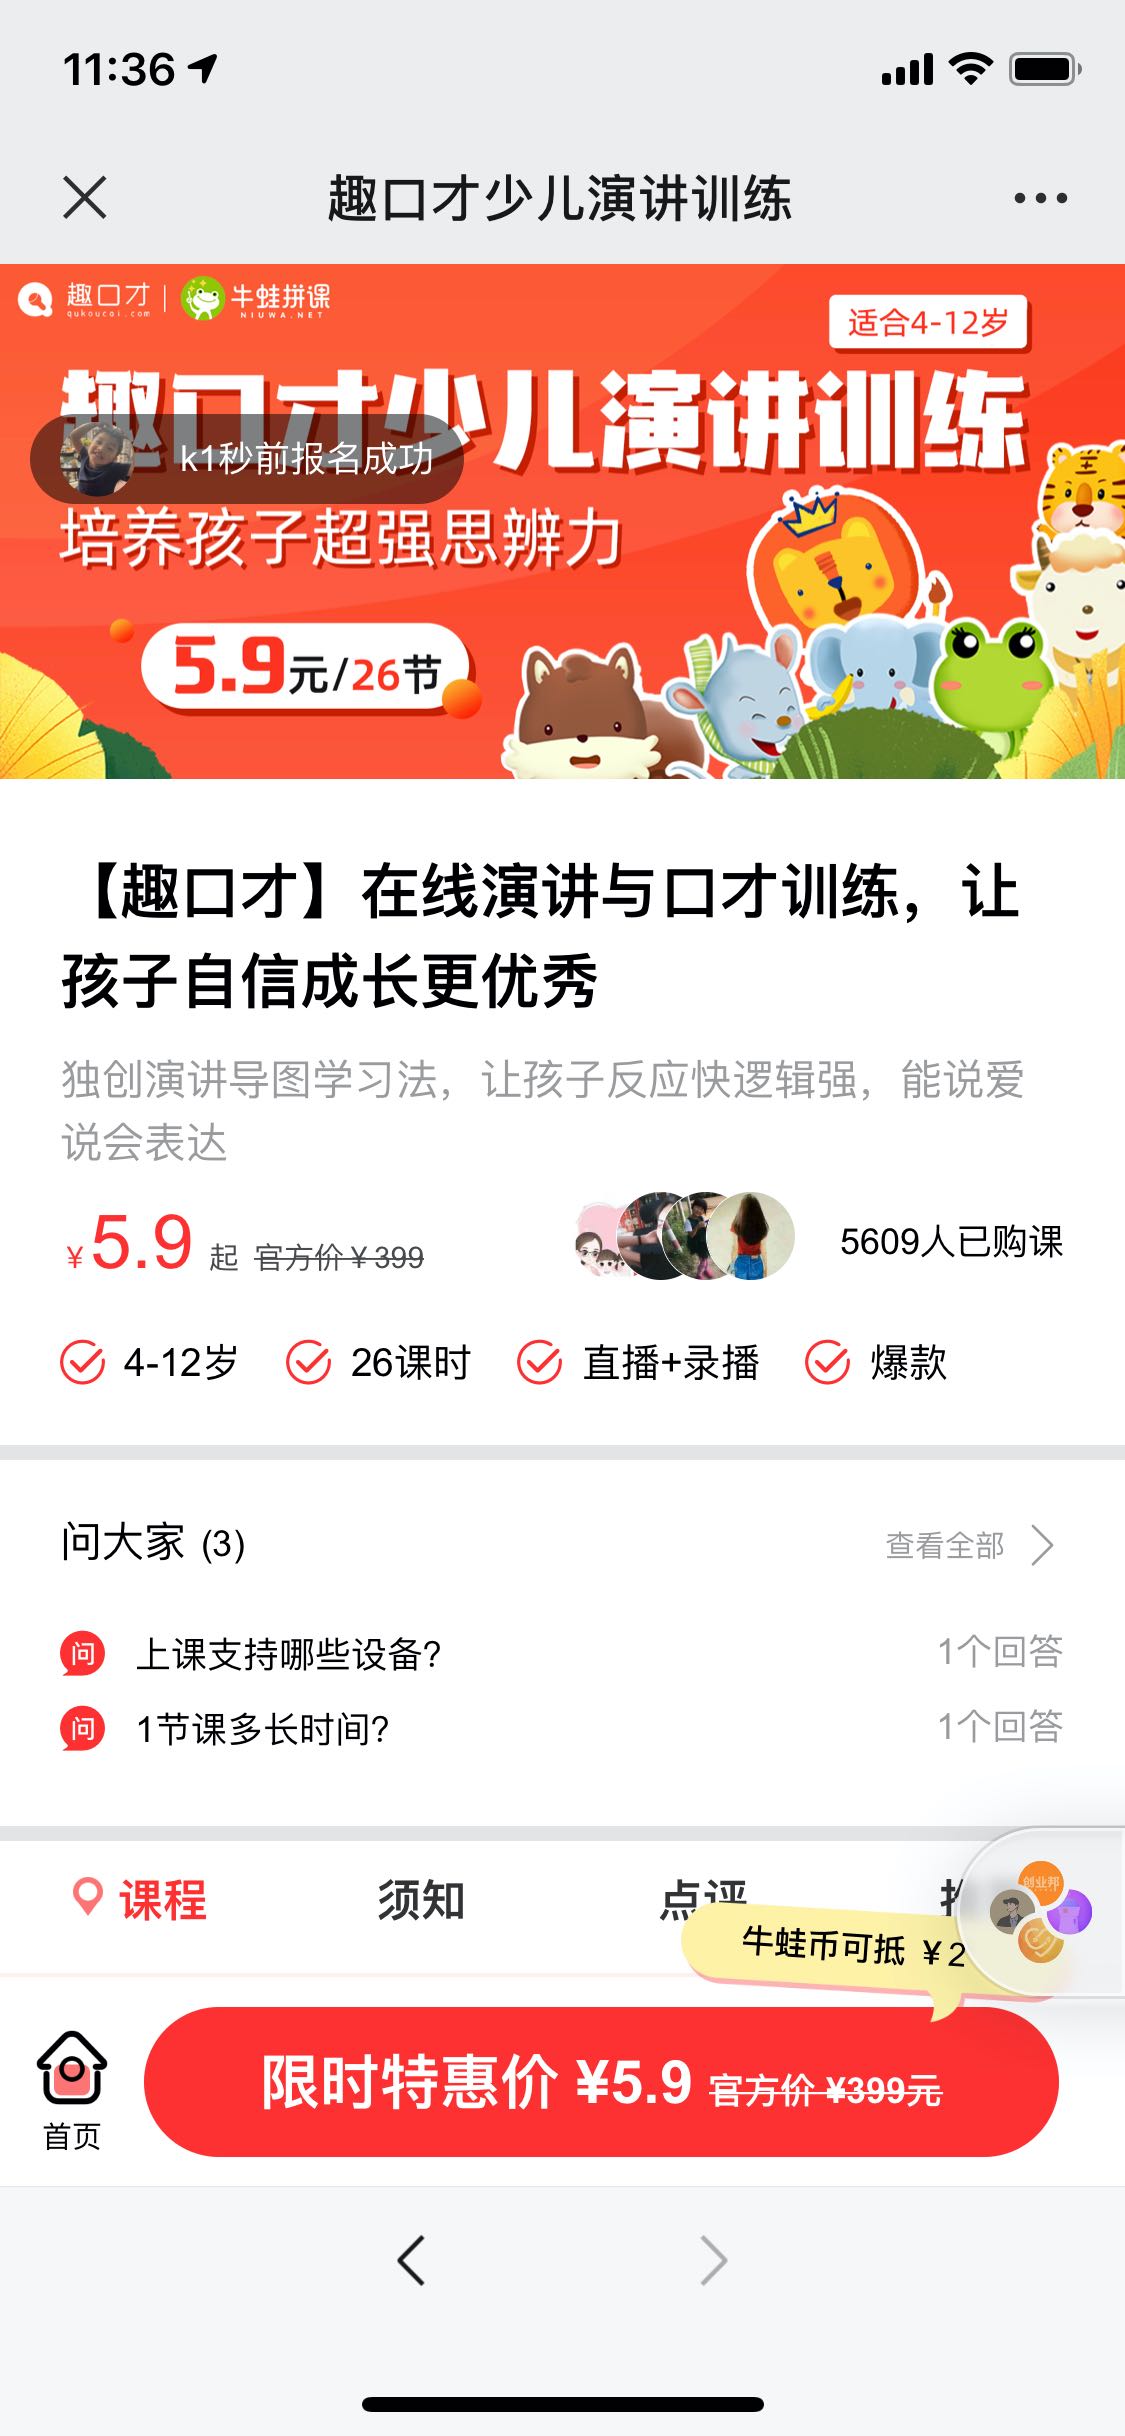 11:36
趣口才少儿演讲训练
趣口才
qukoucai.com
牛蛙拼课
NIUWA.NET
适合4-12岁
趣口才少儿演讲训练
k1秒前报名成功
培养孩子超强思辨力
5.9元/26节
【趣口才】在线演讲与口才训练，让
孩子自信成长更优秀
独创演讲导图学习法，让孩子反应快逻辑强，能说爱
说会表达
¥5.9 起 官方价¥399
5609人已购课
4-12岁 26课时 直播+录播 爆款
问大家 (3)
查看全部
问 上课支持哪些设备?
1个回答
问 1节课多长时间?
1个回答
课程 须知 点评
创业邦
牛蛙币可抵 ¥2
首页
限时特惠价 ¥5.9 官方价 ¥399元